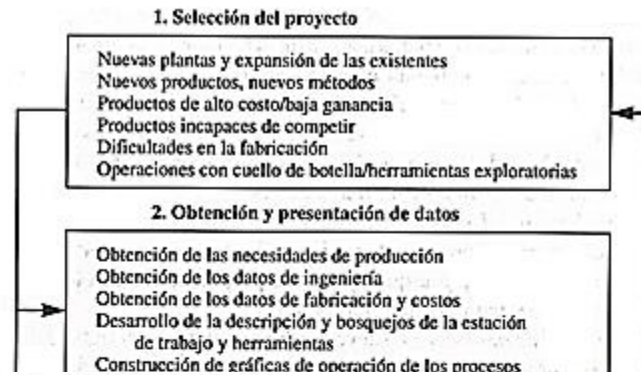 1. Selección del proyecto
Nuevas plantas y expansión de las existentes
Nuevos productos, nuevos métodos
Productos de alto costo/baja ganancia
Productos incapaces de competir
Dificultades en la fabricación
Operaciones con cuello de botella/herramientas exploratorias
2. Obtención y presentación de datos
Obtención de las necesidades de producción
Obtención de los datos de ingeniería
Obtención de los datos de fabricación y costos
Desarrollo de la descripción y bosquejos de la estación
de trabajo y herramientas
Construcción de gráficas de operación de los procesos